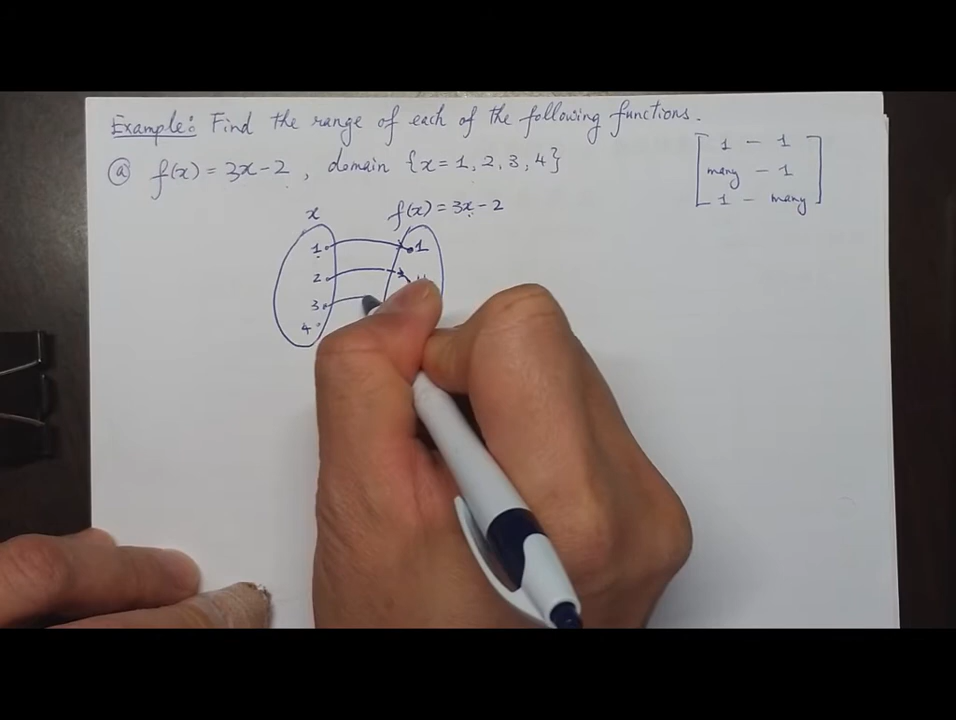 Example: Find the range of each of the following functions.
ⓐ f(x) = 3x-2, domain {x = 1, 2, 3, 4}
1 - 1
many - 1
1 - many
x
f(x) = 3x-2
1
2
3
4
1